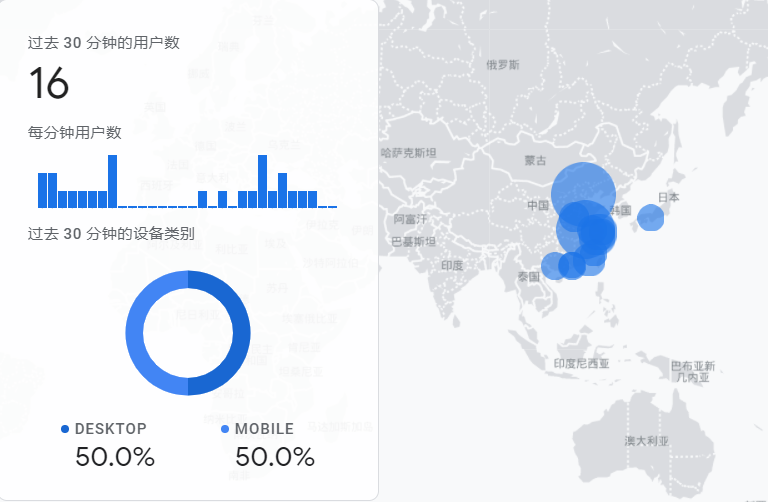 过去 30 分钟的用户数
16
每分钟用户数
过去 30 分钟的设备类别
DESKTOP
50.0%
MOBILE
50.0%
俄罗斯
哈萨克斯坦
蒙古
中国
韩国
日本
阿富汗
巴基斯坦
印度
泰国
印度尼西亚
巴布亚新
几内亚
澳大利亚